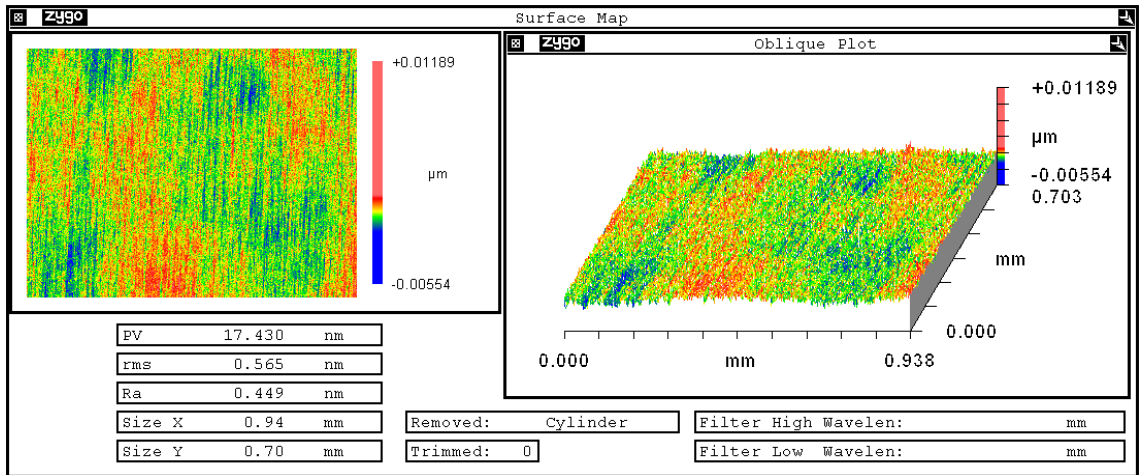 zygo Surface Map
+0.01189
µm
-0.00554
zygo Oblique Plot
+0.01189
µm
-0.00554
0.703
mm
0.000
0.000 mm 0.938
PV 17.430 nm
rms 0.565 nm
Ra 0.449 nm
Size X 0.94 mm
Size Y 0.70 mm
Removed: Cylinder
Trimmed: 0
Filter High Wavelen: mm
Filter Low Wavelen: mm